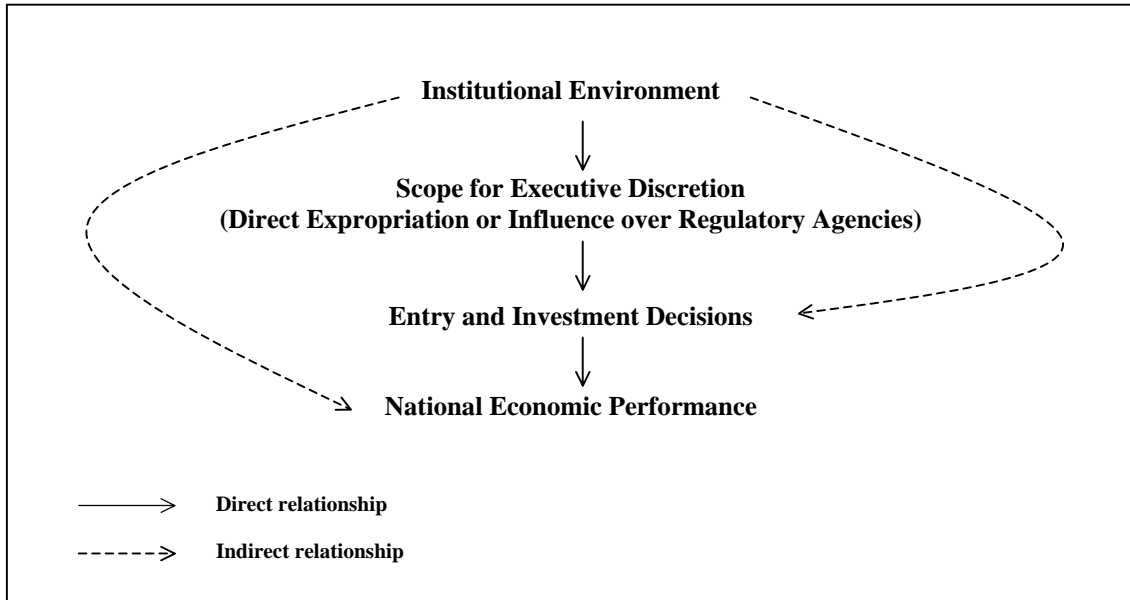 Institutional Environment
Scope for Executive Discretion
(Direct Expropriation or Influence over Regulatory Agencies)
Entry and Investment Decisions
National Economic Performance
Direct relationship
Indirect relationship